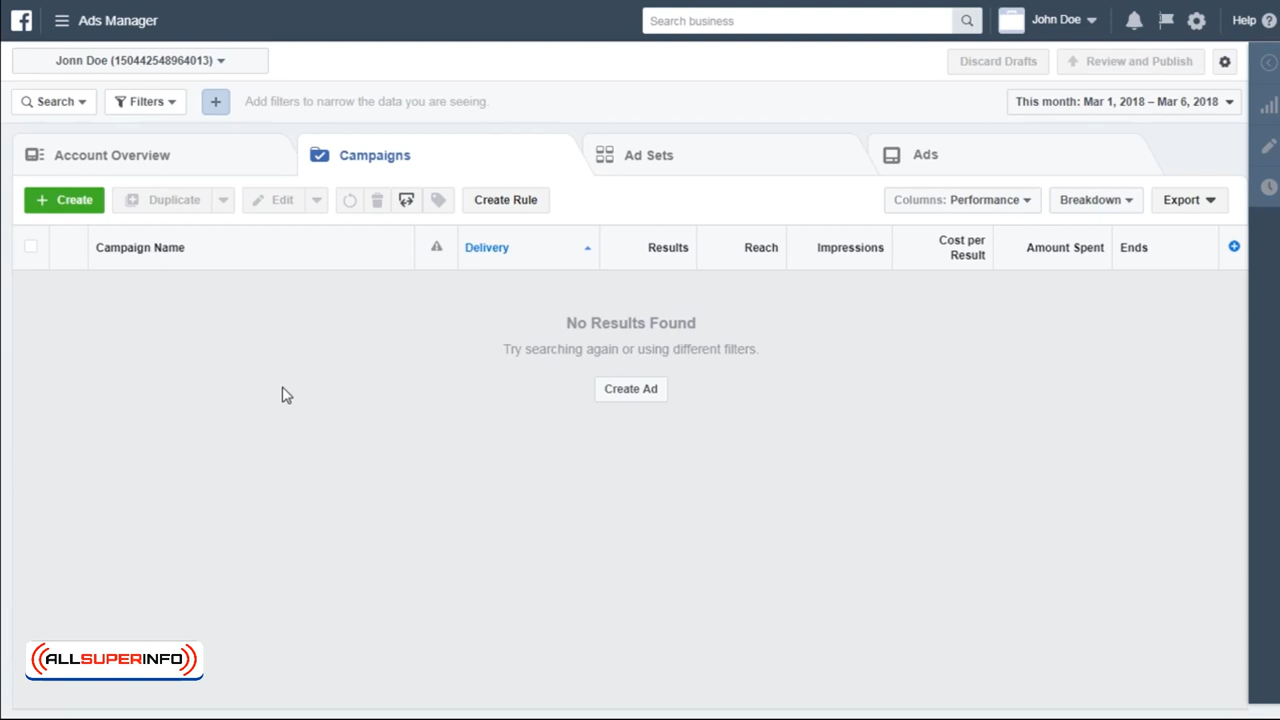 f Ads Manager Search business John Doe Help ?
Jonn Doe (150442548964013) Discard Drafts Review and Publish
Search Filters + Add filters to narrow the data you are seeing. This month: Mar 1, 2018 – Mar 6, 2018
Account Overview Campaigns Ad Sets Ads
+ Create Duplicate Edit Create Rule Columns: Performance Breakdown Export
Campaign Name Delivery Results Reach Impressions Cost per Result Amount Spent Ends
No Results Found
Try searching again or using different filters.
Create Ad
ALLSUPERINFO